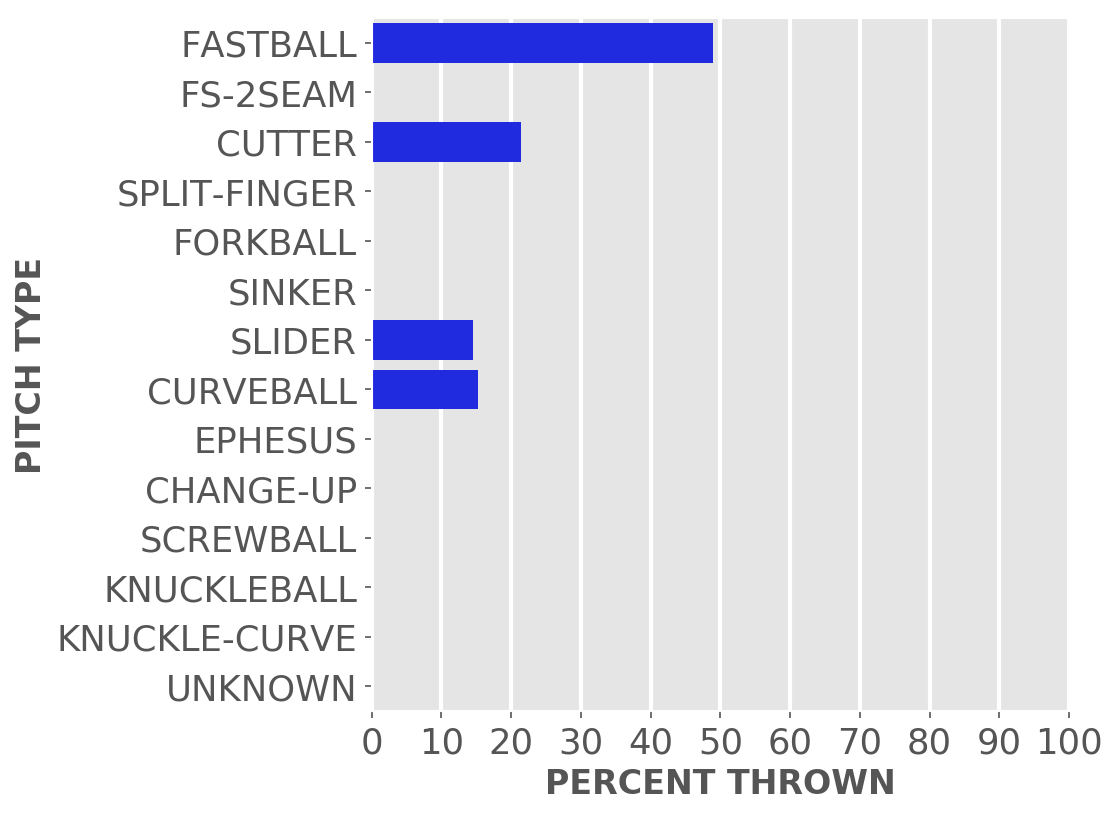 FASTBALL
FS-2SEAM
CUTTER
SPLIT-FINGER
FORKBALL
SINKER
SLIDER
CURVEBALL
EPHESUS
CHANGE-UP
SCREWBALL
KNUCKLEBALL
KNUCKLE-CURVE
UNKNOWN
PITCH TYPE
0 10 20 30 40 50 60 70 80 90 100
PERCENT THROWN